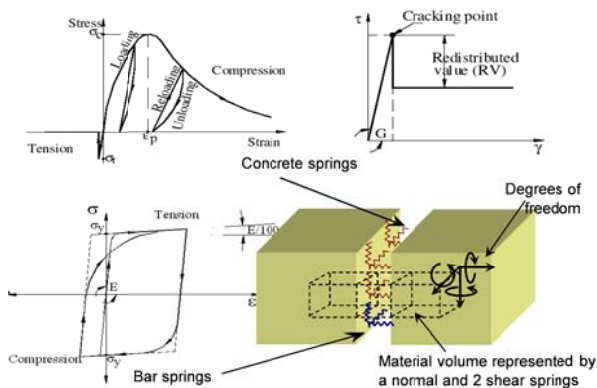 Stress
σc
Loading
Reloading
Unloading
Compression
Tension
σt
εp
Strain
τ
Cracking point
Redistributed
value (RV)
G
γ
Concrete springs
Degrees of
freedom
σ
σy
Tension
E/100
E
ε
Compression
σy
Bar springs
Material volume represented by
a normal and 2 shear springs